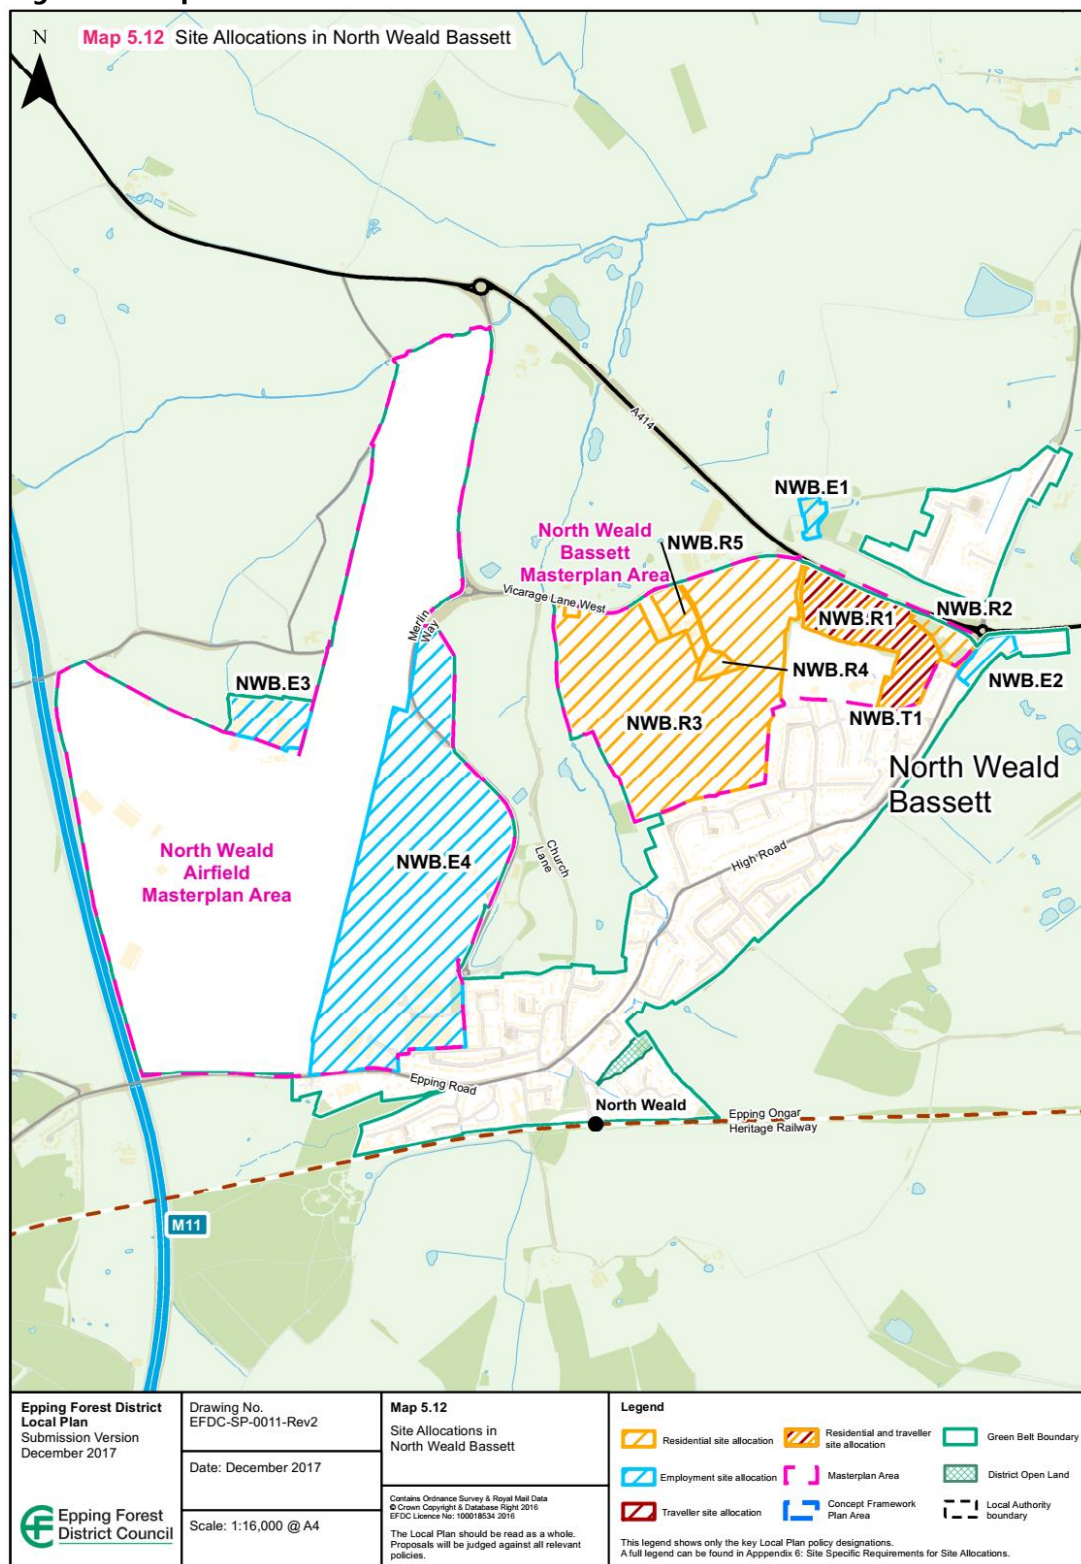 N
Map 5.12 Site Allocations in North Weald Bassett
A414
NWB.E1
North Weald
Bassett
Masterplan Area
NWB.R5
Vicarage Lane West
NWB.R2
NWB.R1
Merlin
Way
NWB.R4
NWB.E2
NWB.E3
NWB.R3
NWB.T1
North Weald
Bassett
North Weald
Airfield
Masterplan Area
NWB.E4
Church
Lane
High Road
Epping Road
North Weald
Epping Ongar
Heritage Railway
M11
Epping Forest District
Local Plan
Submission Version
December 2017
Epping Forest
District Council
Drawing No.
EFDC-SP-0011-Rev2
Date: December 2017
Scale: 1:16,000 @ A4
Map 5.12
Site Allocations in
North Weald Bassett
Contains Ordnance Survey & Royal Mail Data
© Crown Copyright & Database Right 2016
EFDC Licence No: 100018534 2016
The Local Plan should be read as a whole.
Proposals will be judged against all relevant
policies.
Legend
Residential site allocation
Residential and traveller
site allocation
Green Belt Boundary
Employment site allocation
Masterplan Area
District Open Land
Traveller site allocation
Concept Framework
Plan Area
Local Authority
boundary
This legend shows only the key Local Plan policy designations.
A full legend can be found in Apppendix 6: Site Specific Requirements for Site Allocations.